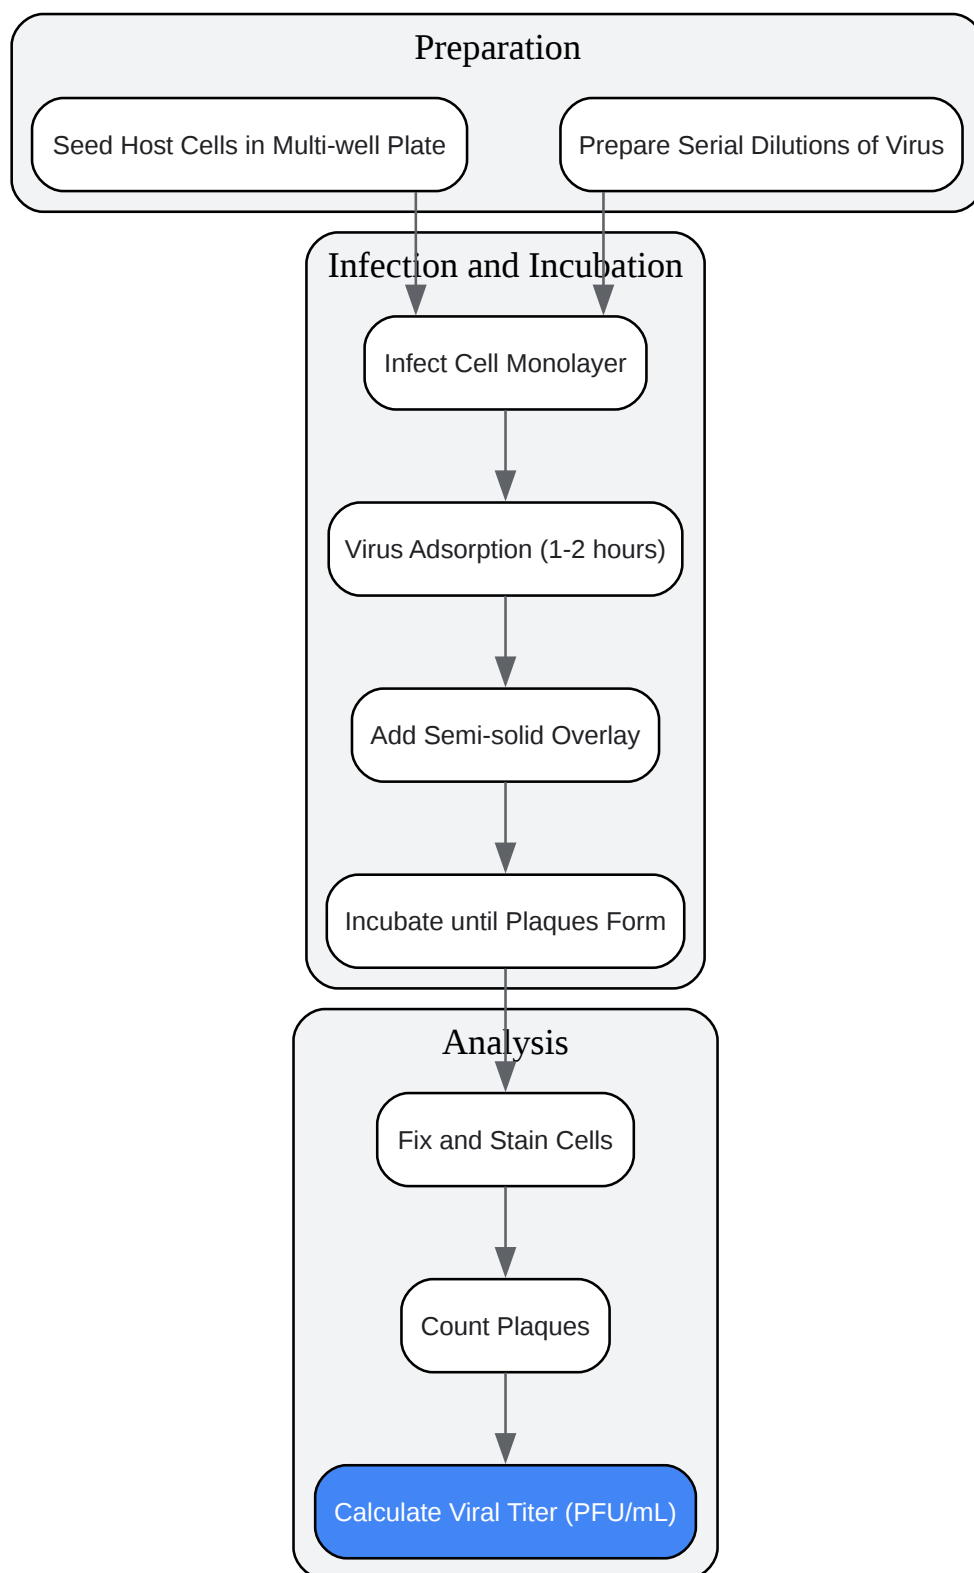 Preparation
Seed Host Cells in Multi-well Plate
Prepare Serial Dilutions of Virus
Infection and Incubation
Infect Cell Monolayer
Virus Adsorption (1-2 hours)
Add Semi-solid Overlay
Incubate until Plaques Form
Analysis
Fix and Stain Cells
Count Plaques
Calculate Viral Titer (PFU/mL)